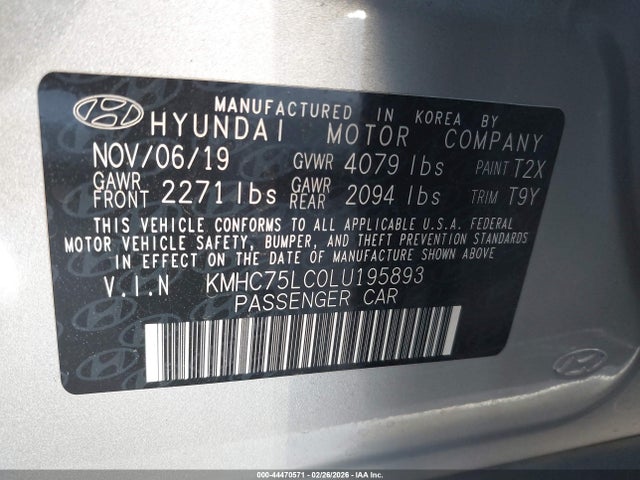 MANUFACTURED IN KOREA BY
HYUNDAI MOTOR COMPANY
NOV/06/19 GVWR 4079 lbs PAINT T2X
GAWR FRONT 2271 lbs GAWR REAR 2094 lbs TRIM T9Y
THIS VEHICLE CONFORMS TO ALL APPLICABLE U.S.A. FEDERAL
MOTOR VEHICLE SAFETY, BUMPER, AND THEFT PREVENTION STANDARDS
IN EFFECT ON THE DATE OF MANUFACTURE SHOWN ABOVE
V.I.N KMHC75LC0LU195893
PASSENGER CAR
000-44470571 - 02/26/2026 - IAAI.COM